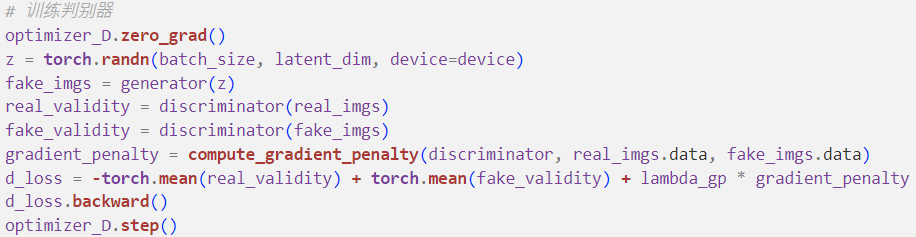 # 训练判别器
optimizer_D.zero_grad()
z = torch.randn(batch_size, latent_dim, device=device)
fake_imgs = generator(z)
real_validity = discriminator(real_imgs)
fake_validity = discriminator(fake_imgs)
gradient_penalty = compute_gradient_penalty(discriminator, real_imgs.data, fake_imgs.data)
d_loss = -torch.mean(real_validity) + torch.mean(fake_validity) + lambda_gp * gradient_penalty
d_loss.backward()
optimizer_D.step()